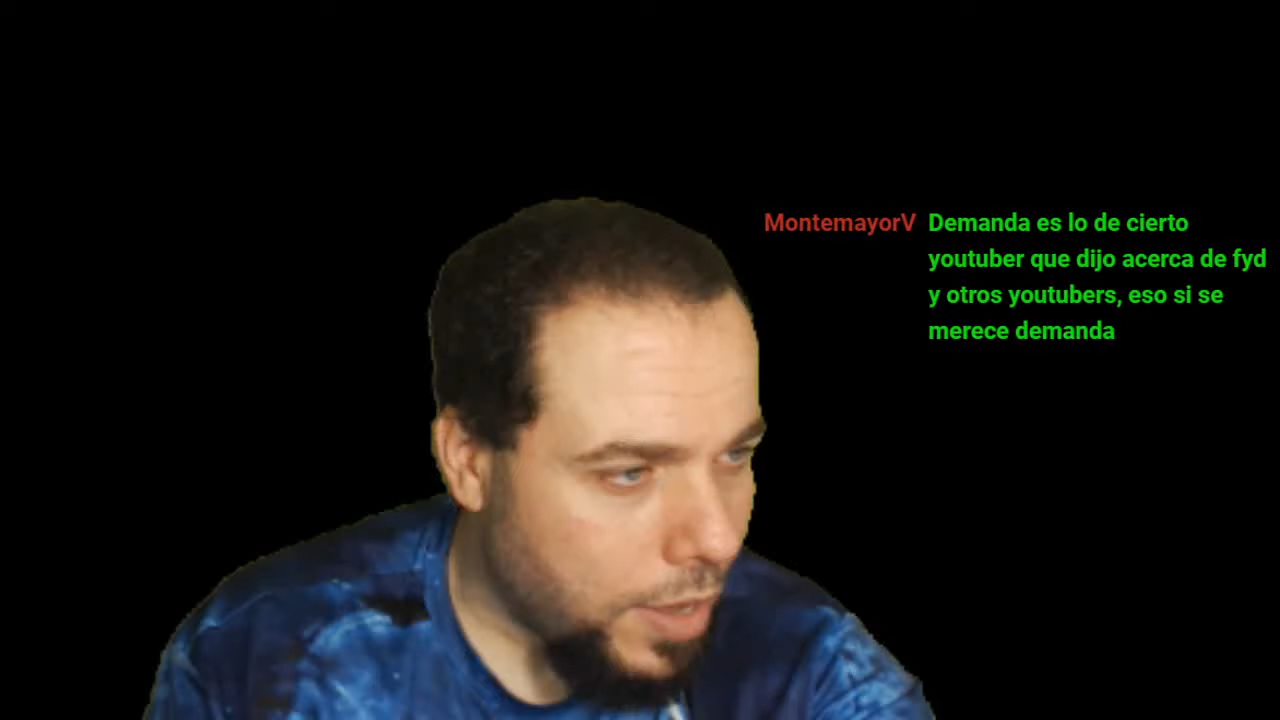 MontemayorV Demanda es lo de cierto
youtuber que dijo acerca de fyd
y otros youtubers, eso si se
merece demanda